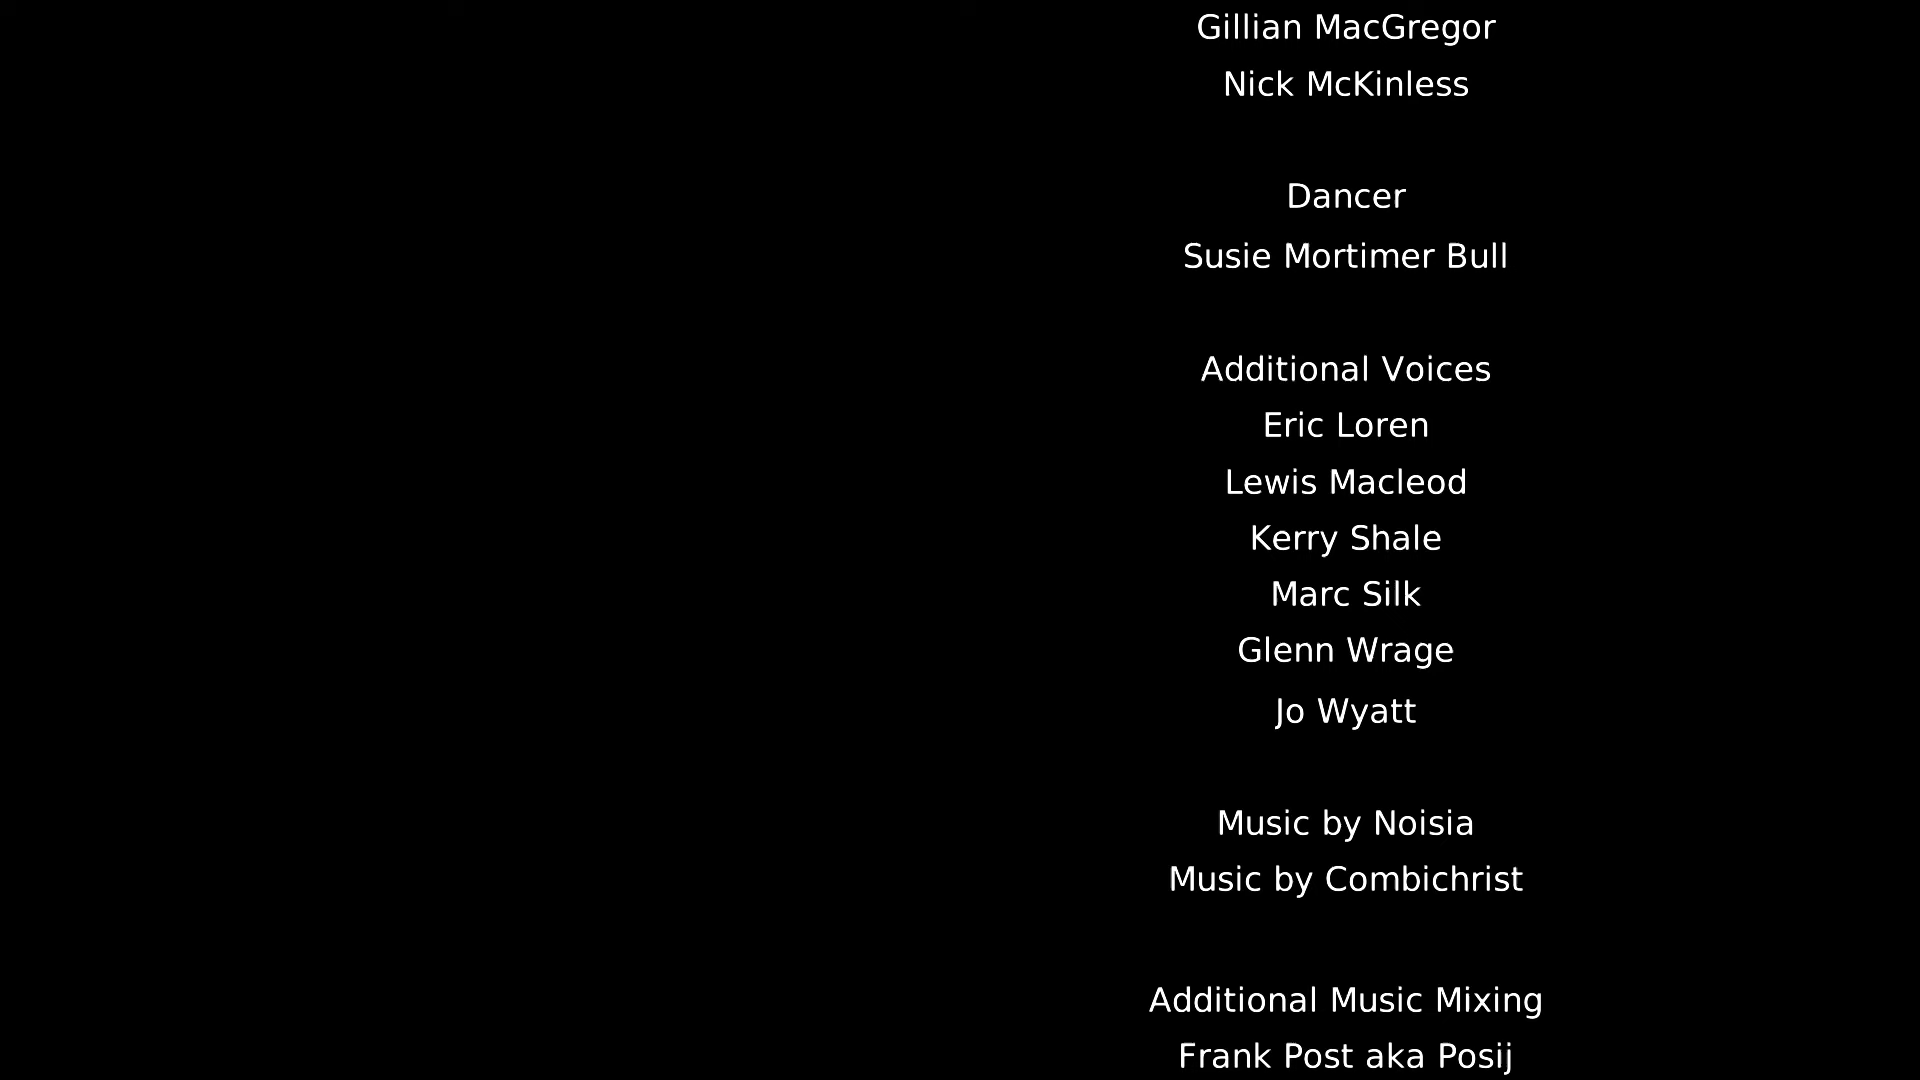 Gillian MacGregor
Nick McKinless
Dancer
Susie Mortimer Bull
Additional Voices
Eric Loren
Lewis Macleod
Kerry Shale
Marc Silk
Glenn Wrage
Jo Wyatt
Music by Noisia
Music by Combichrist
Additional Music Mixing
Frank Post aka Posij